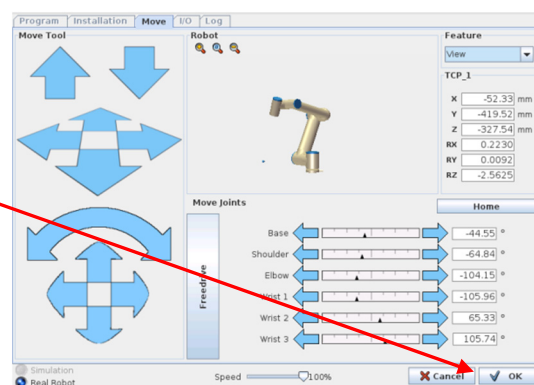 Program Installation Move I/O Log
Move Tool
Robot
Feature
View
TCP_1
X -52.33 mm
Y -419.52 mm
Z -327.54 mm
RX 0.2230
RY 0.0092
RZ -2.5625
Move Joints
Home
Freedrive
Base -44.55 °
Shoulder -64.84 °
Elbow -104.15 °
Wrist 1 -105.96 °
Wrist 2 65.33 °
Wrist 3 105.74 °
Simulation
Real Robot
Speed 100%
Cancel
OK